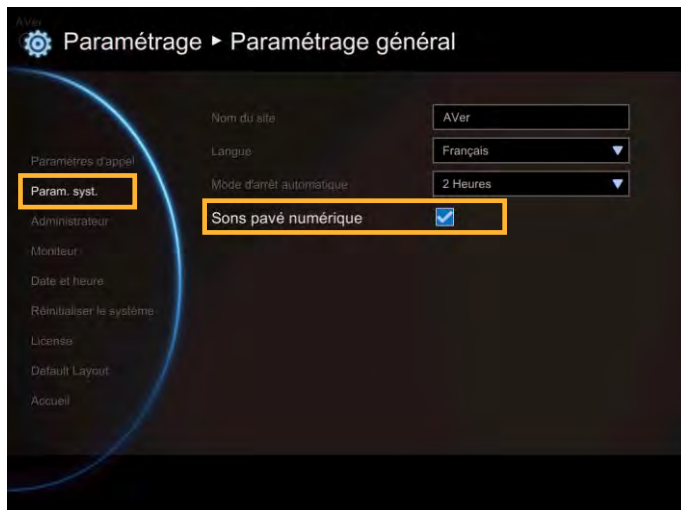 AVer
Paramétrage ► Paramétrage général
Nom du site
AVer
Langue
Français
Mode d'arrêt automatique
2 Heures
Sons pavé numérique
Paramètres d'appel
Param. syst.
Administrateur
Moniteur
Date et heure
Réinitialiser le système
License
Default Layout
Accueil